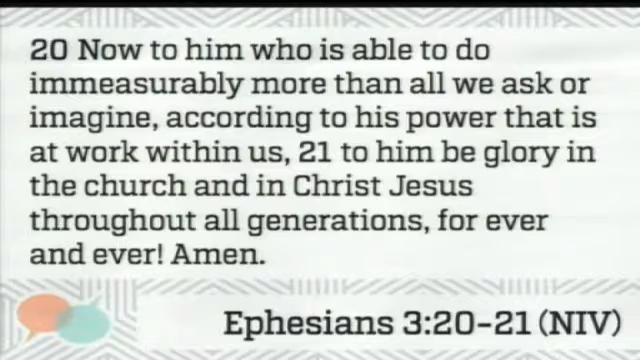 20 Now to him who is able to do
immeasurably more than all we ask or
imagine, according to his power that is
at work within us, 21 to him be glory in
the church and in Christ Jesus
throughout all generations, for ever
and ever! Amen.
Ephesians 3:20-21 (NIV)